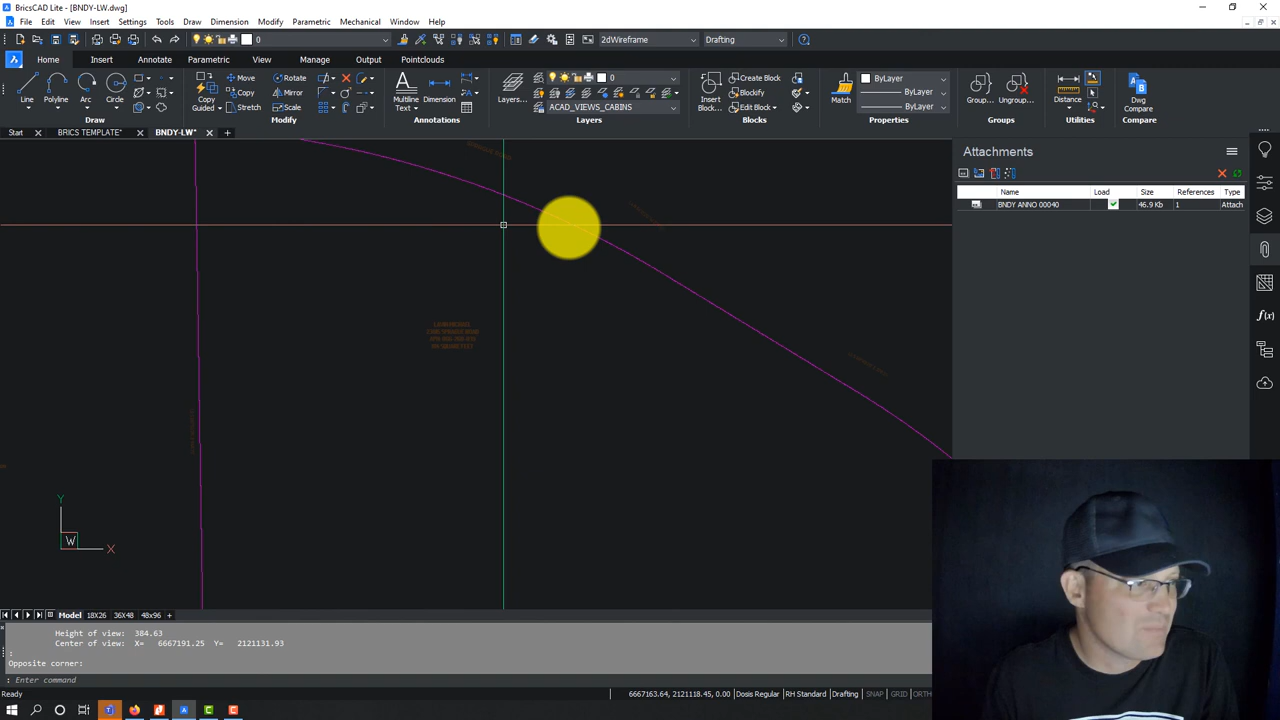 BricsCAD Lite - [BNDY-LW.dwg]
File Edit View Insert Settings Tools Draw Dimension Modify Parametric Mechanical Window Help
0 2dWireframe Drafting
Home Insert Annotate Parametric View Manage Output Pointclouds
Line Polyline Arc Circle Copy Guided Move Copy Stretch Rotate Mirror Scale Multiline Text Dimension Layers... 0 ACAD_VIEWS_CABINS Insert Block... Create Block Blockify Edit Block Match ByLayer ByLayer ByLayer Group... Ungroup... Distance Dwg Compare
Draw Modify Annotations Layers Blocks Properties Groups Utilities Compare
Start BRICS TEMPLATE* BNDY-LW*
Attachments
Name Load Size References Type
BNDY ANNO 00040 46.9 Kb 1 Attach
Y
W X
Model 18X26 36X48 48x96 +
Height of view: 384.63
Center of view: X= 6667191.25 Y= 2121131.93
:
Opposite corner:
: Enter command
Ready 6667163.64, 2121118.45, 0.00 Dosis Regular RH Standard Drafting SNAP GRID ORTH